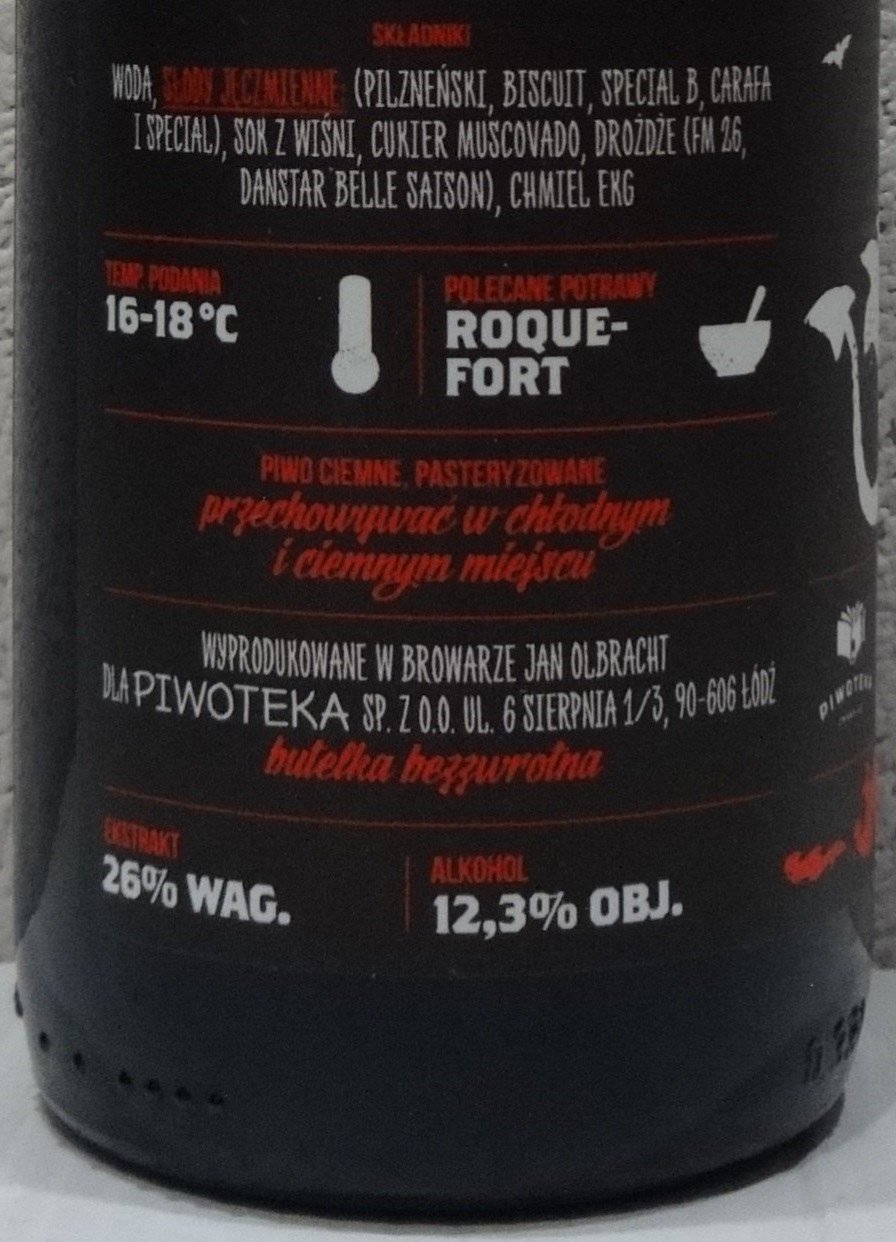 SKŁADNIKI
WODA, SŁODY JĘCZMIENNE: (PILZNEŃSKI, BISCUIT, SPECIAL B, CARAFA
I SPECIAL), SOK Z WIŚNI, CUKIER MUSCOVADO, DROŻDŻE (FM 26,
DANSTAR BELLE SAISON), CHMIEL EKG
TEMP. PODANIA
16-18°C
POLECANE POTRAWY
ROQUE-
FORT
PIWO CIEMNE, PASTERYZOWANE
przechowywać w chłodnym
i ciemnym miejscu
WYPRODUKOWANE W BROWARZE JAN OLBRACHT
DLA PIWOTEKA SP. Z O.O. UL. 6 SIERPNIA 1/3, 90-606 ŁÓDŹ
butelka bezzwrotna
EKSTRAKT
26% WAG.
ALKOHOL
12,3% OBJ.
PIWOTEKA